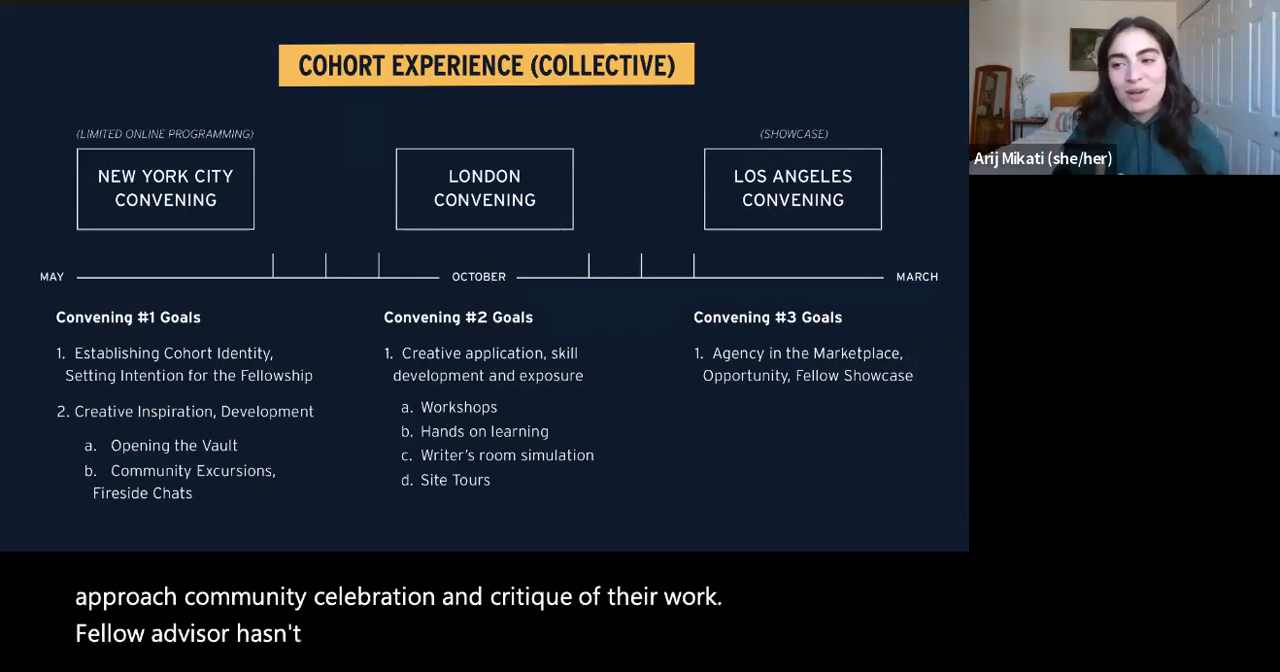 COHORT EXPERIENCE (COLLECTIVE)
(LIMITED ONLINE PROGRAMMING)
NEW YORK CITY
CONVENING
LONDON
CONVENING
(SHOWCASE)
LOS ANGELES
CONVENING
MAY
OCTOBER
MARCH
Convening #1 Goals
1. Establishing Cohort Identity,
Setting Intention for the Fellowship
2. Creative Inspiration, Development
a. Opening the Vault
b. Community Excursions,
Fireside Chats
Convening #2 Goals
1. Creative application, skill
development and exposure
a. Workshops
b. Hands on learning
c. Writer's room simulation
d. Site Tours
Convening #3 Goals
1. Agency in the Marketplace,
Opportunity, Fellow Showcase
Arij Mikati (she/her)
approach community celebration and critique of their work.
Fellow advisor hasn't